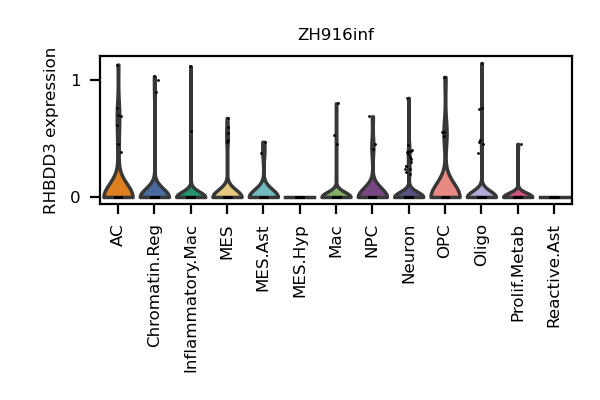 ZH916inf
RHBDD3 expression
1
0
AC
Chromatin.Reg
Inflammatory.Mac
MES
MES.Ast
MES.Hyp
Mac
NPC
Neuron
OPC
Oligo
Prolif.Metab
Reactive.Ast